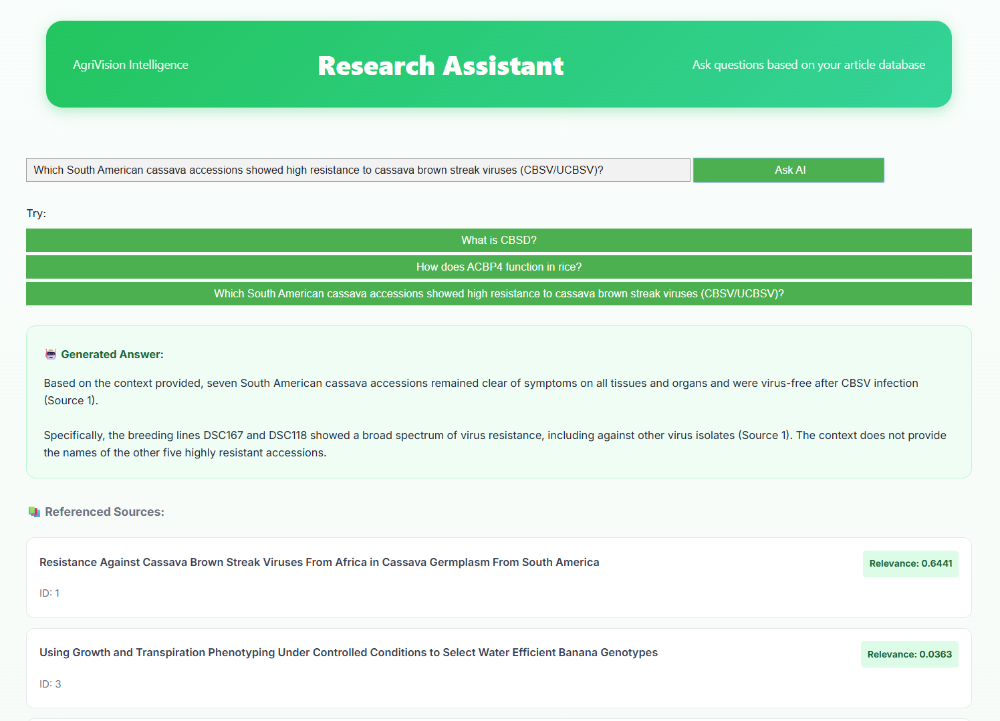 AgriVision Intelligence
Research Assistant
Ask questions based on your article database
Which South American cassava accessions showed high resistance to cassava brown streak viruses (CBSV/UCBSV)?
Ask AI
Try:
What is CBSD?
How does ACBP4 function in rice?
Which South American cassava accessions showed high resistance to cassava brown streak viruses (CBSV/UCBSV)?
Generated Answer:
Based on the context provided, seven South American cassava accessions remained clear of symptoms on all tissues and organs and were virus-free after CBSV infection
(Source 1).
Specifically, the breeding lines DSC167 and DSC118 showed a broad spectrum of virus resistance, including against other virus isolates (Source 1). The context does not provide
the names of the other five highly resistant accessions.
Referenced Sources:
Resistance Against Cassava Brown Streak Viruses From Africa in Cassava Germplasm From South America
Relevance: 0.6441
ID: 1
Using Growth and Transpiration Phenotyping Under Controlled Conditions to Select Water Efficient Banana Genotypes
Relevance: 0.0363
ID: 3